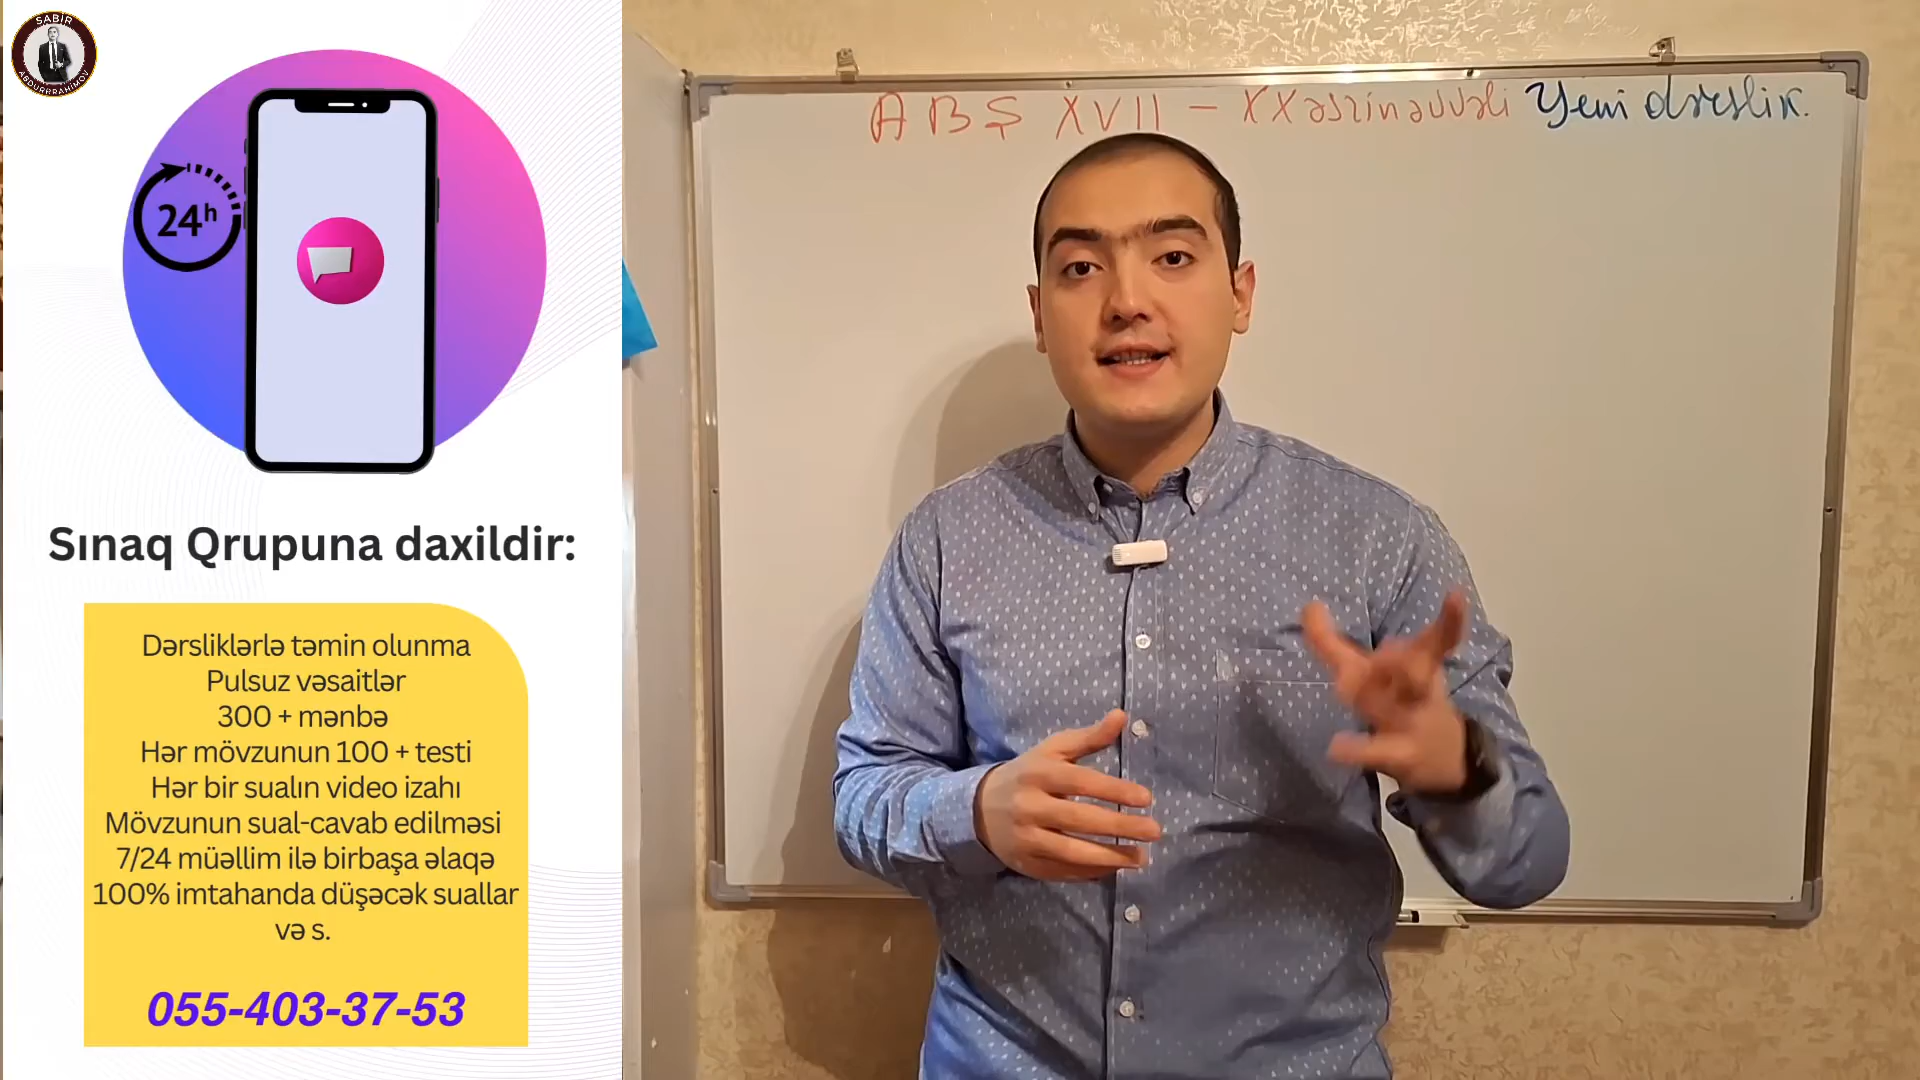 SABİR
ABDURRRAHIMOV
24h
Sınaq Qrupuna daxildir:
Dərsliklərlə təmin olunma
Pulsuz vəsaitlər
300 + mənbə
Hər mövzunun 100 + testi
Hər bir sualın video izahı
Mövzunun sual-cavab edilməsi
7/24 müəllim ilə birbaşa əlaqə
100% imtahanda düşəcək suallar
və s.
055-403-37-53
ABŞ XVII – XX əsrin əvvəli Yeni dərslik.